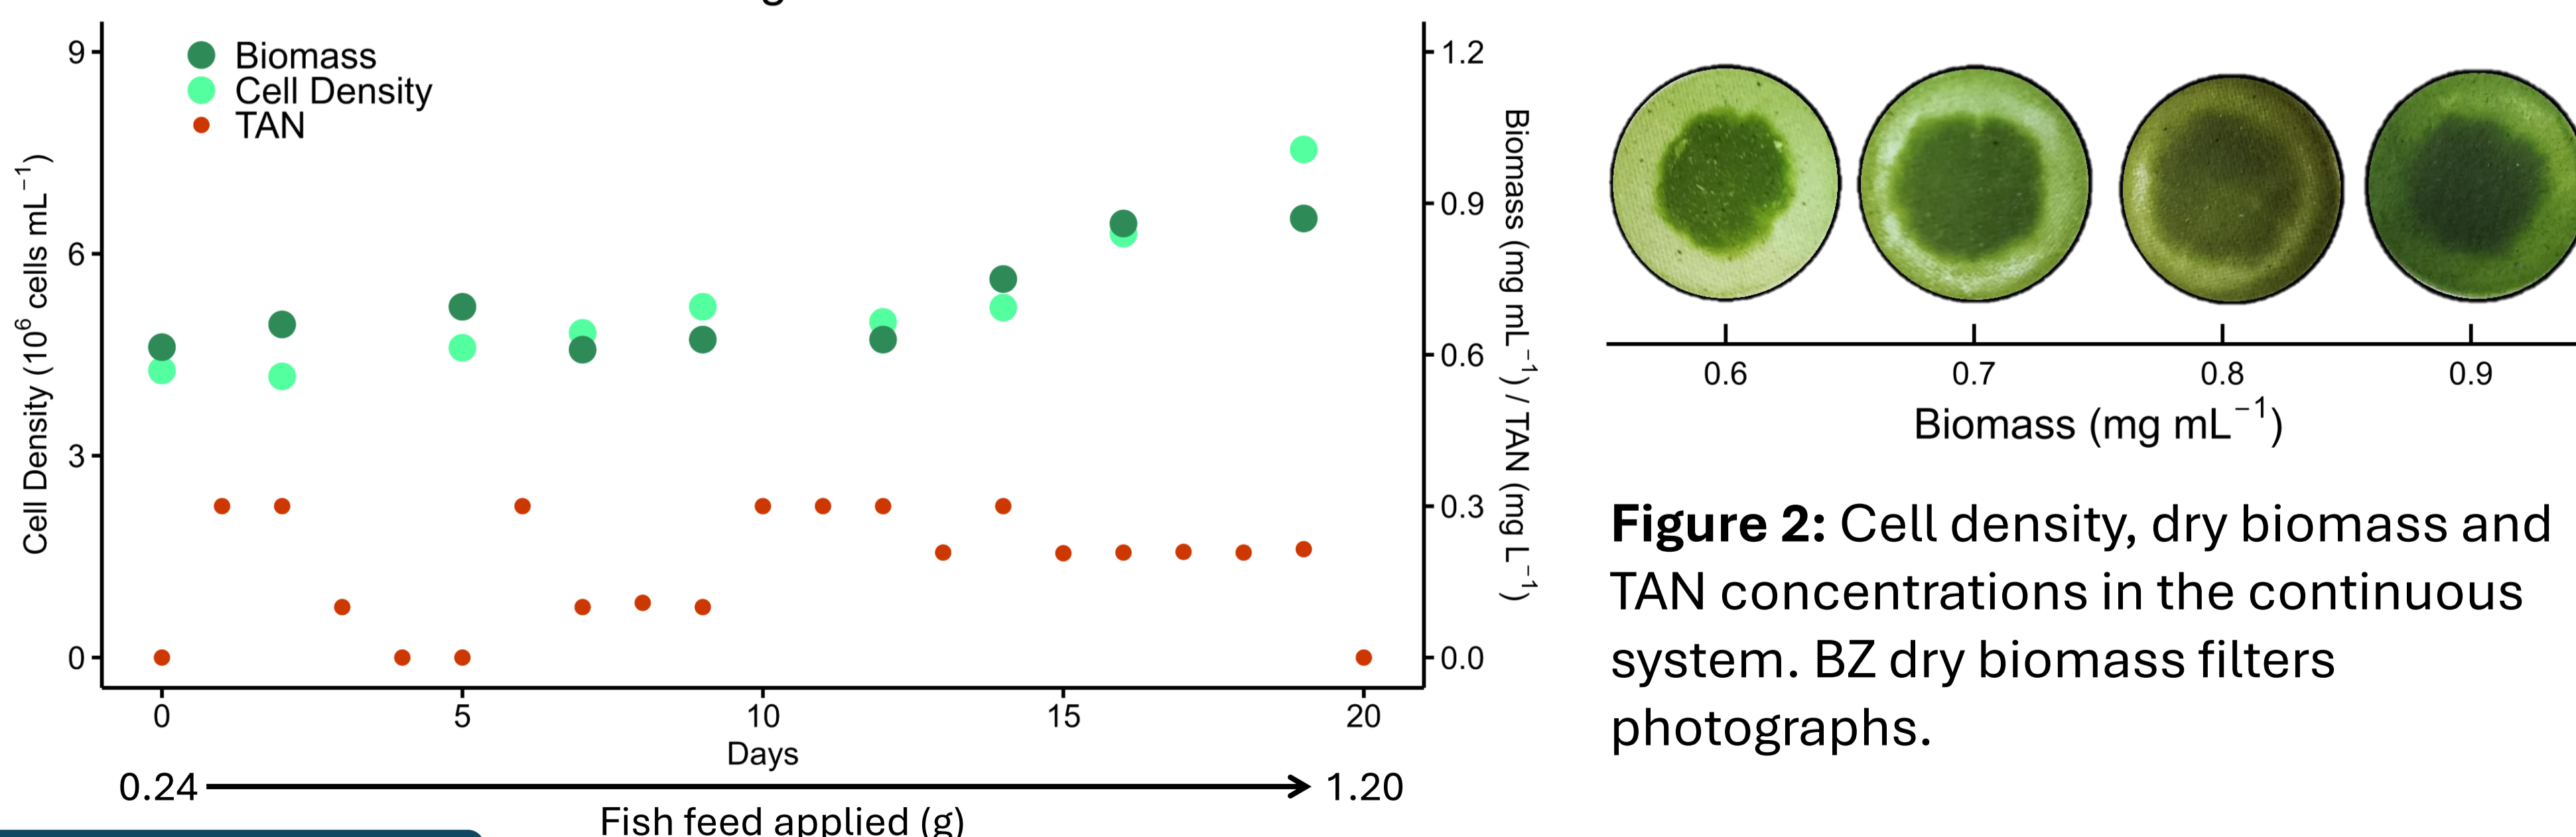 Biomass
Cell Density
TAN
Cell Density (10⁶ cells mL⁻¹)
9
6
3
0
1.2
0.9
0.6
0.3
0.0
Biomass (mg mL⁻¹) / TAN (mg L⁻¹)
0 5 10 15 20
Days
0.24 1.20
Fish feed applied (g)
0.6 0.7 0.8 0.9
Biomass (mg mL⁻¹)
Figure 2: Cell density, dry biomass and
TAN concentrations in the continuous
system. BZ dry biomass filters
photographs.